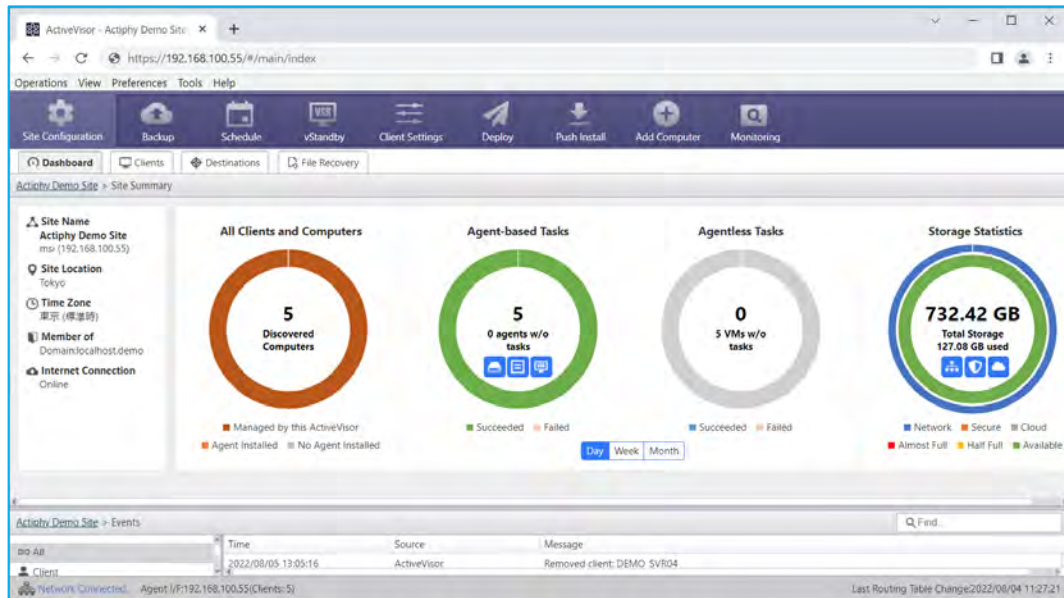 ActiveVisor - Actiphy Demo Site
https://192.168.100.55/#/main/index
Operations View Preferences Tools Help
VSB
Site Configuration Backup Schedule vStandby Client Settings Deploy Push Install Add Computer Monitoring
Dashboard Clients Destinations File Recovery
Actiphy Demo Site > Site Summary
Site Name
Actiphy Demo Site
msi (192.168.100.55)
Site Location
Tokyo
Time Zone
東京 (標準時)
Member of
Domain:localhost.demo
Internet Connection
Online
All Clients and Computers
5
Discovered
Computers
Managed by this ActiveVisor
Agent Installed No Agent Installed
Agent-based Tasks
5
0 agents w/o
tasks
Succeeded Failed
Agentless Tasks
0
5 VMs w/o
tasks
Succeeded Failed
Storage Statistics
732.42 GB
Total Storage
127.08 GB used
Network Secure Cloud
Almost Full Half Full Available
Day Week Month
Actiphy Demo Site > Events
Find...
All
Client
Time Source Message
2022/08/05 13:05:16 ActiveVisor Removed client: DEMO_SVR04
Network Connected. Agent I/F:192.168.100.55(Clients: 5) Last Routing Table Change:2022/08/04 11:27:21